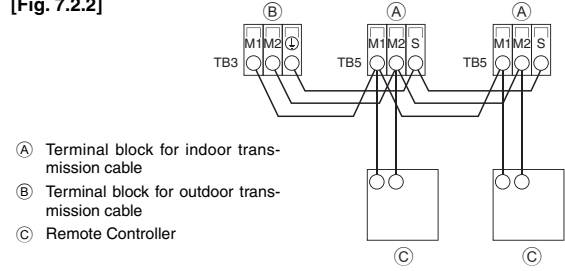 [Fig. 7.2.2]
Ⓑ Ⓐ Ⓐ
M1 M2 M1 M2 S M1 M2 S
TB3 TB5 TB5
Ⓐ Terminal block for indoor trans-
mission cable
Ⓑ Terminal block for outdoor trans-
mission cable
Ⓒ Remote Controller
Ⓒ Ⓒ